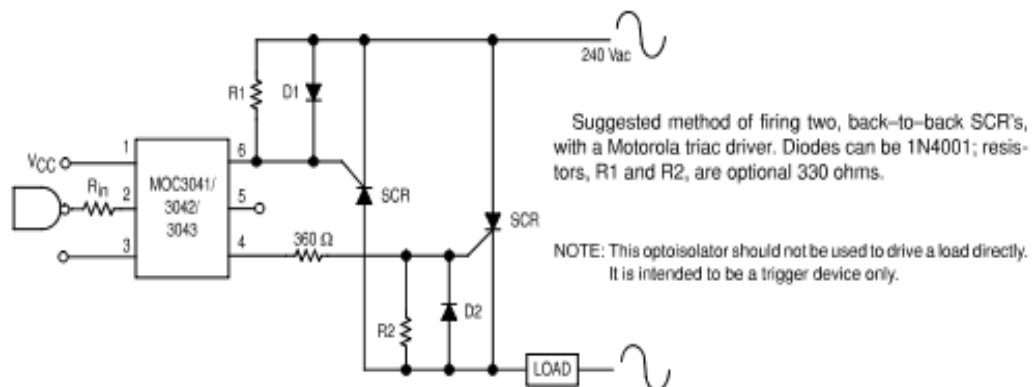 240 Vac
R1
D1
1
6
VCC
Rin
2
MOC3041/
3042/
3043
5
SCR
SCR
3
4
360 Ω
R2
D2
LOAD
Suggested method of firing two, back–to–back SCR's,
with a Motorola triac driver. Diodes can be 1N4001; resis-
tors, R1 and R2, are optional 330 ohms.
NOTE: This optoisolator should not be used to drive a load directly.
It is intended to be a trigger device only.